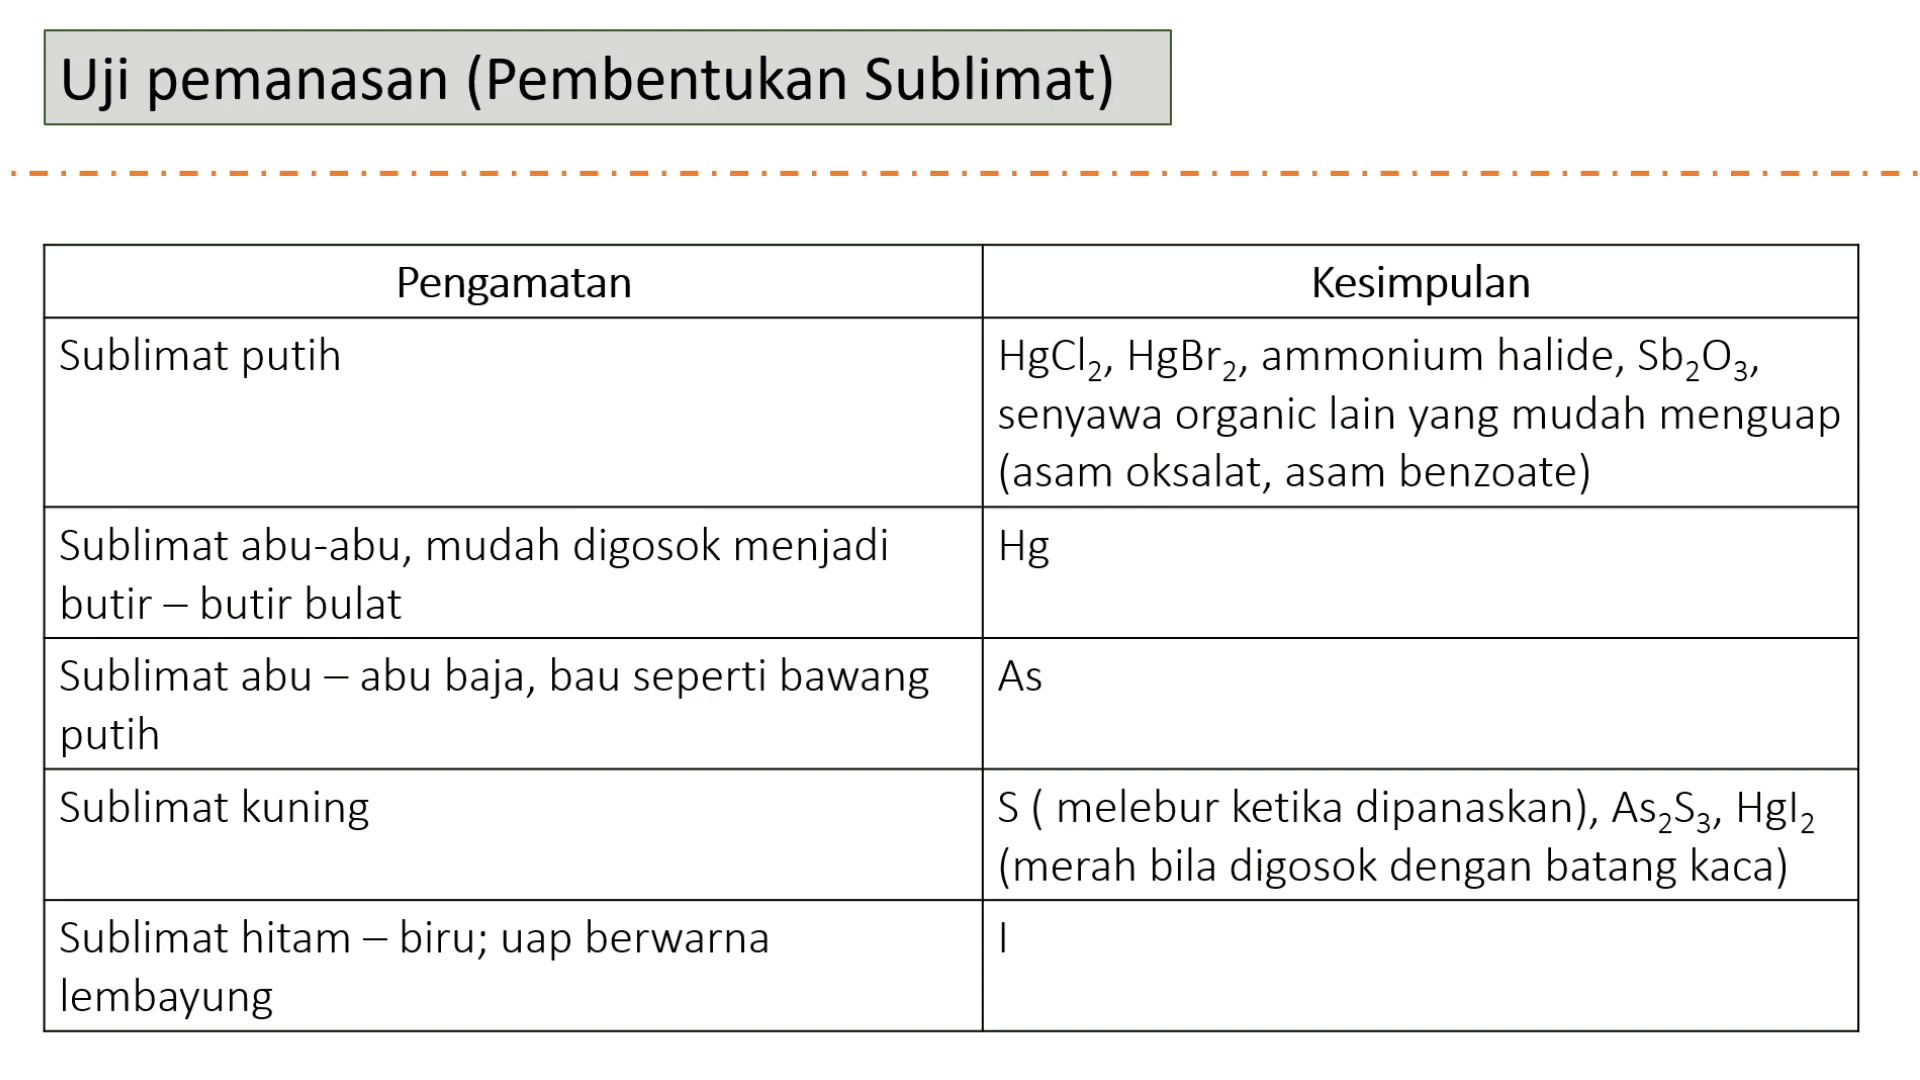 Uji pemanasan (Pembentukan Sublimat)
Pengamatan
Kesimpulan
Sublimat putih
HgCl₂, HgBr₂, ammonium halide, Sb₂O₃,
senyawa organic lain yang mudah menguap
(asam oksalat, asam benzoate)
Sublimat abu-abu, mudah digosok menjadi
butir – butir bulat
Hg
Sublimat abu – abu baja, bau seperti bawang
putih
As
Sublimat kuning
S ( melebur ketika dipanaskan), As₂S₃, HgI₂
(merah bila digosok dengan batang kaca)
Sublimat hitam – biru; uap berwarna
lembayung
I